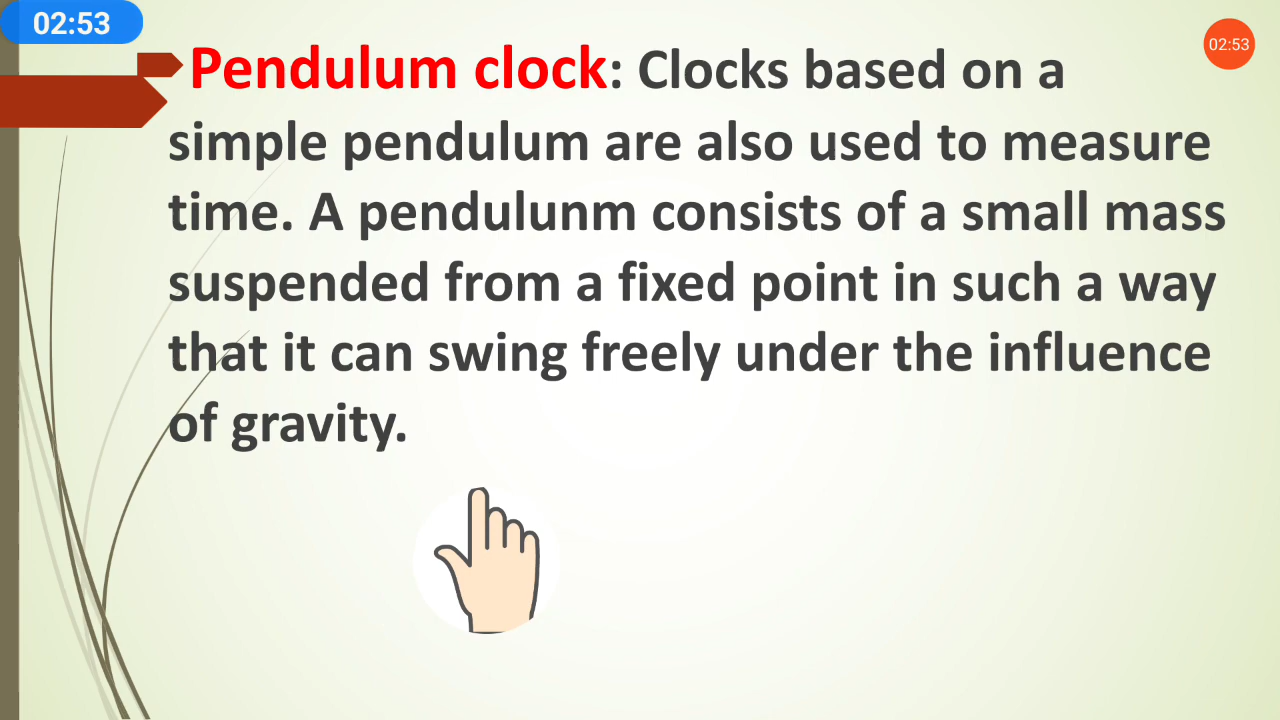 02:53
02:53
Pendulum clock: Clocks based on a
simple pendulum are also used to measure
time. A pendulunm consists of a small mass
suspended from a fixed point in such a way
that it can swing freely under the influence
of gravity.